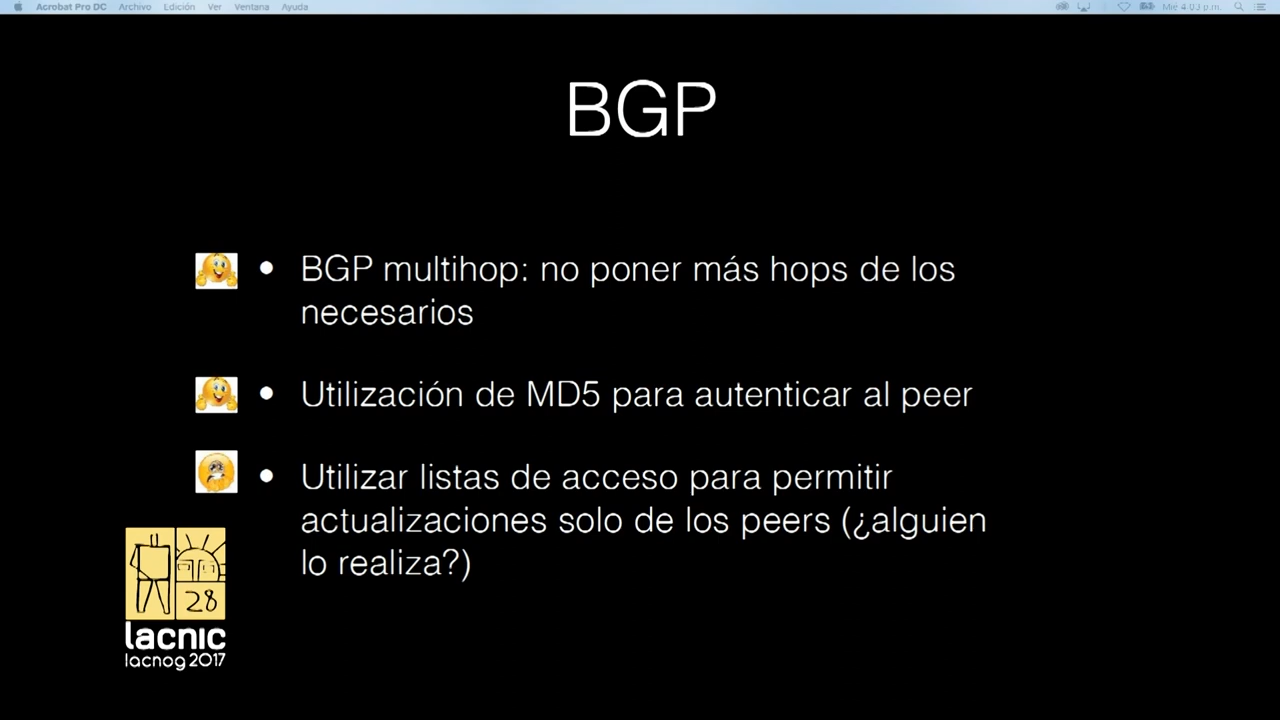 Acrobat Pro DC Archivo Edición Ver Ventana Ayuda
BGP
• BGP multihop: no poner más hops de los
necesarios
• Utilización de MD5 para autenticar al peer
• Utilizar listas de acceso para permitir
actualizaciones solo de los peers (¿alguien
lo realiza?)
28
lacnic
lacnog 2017